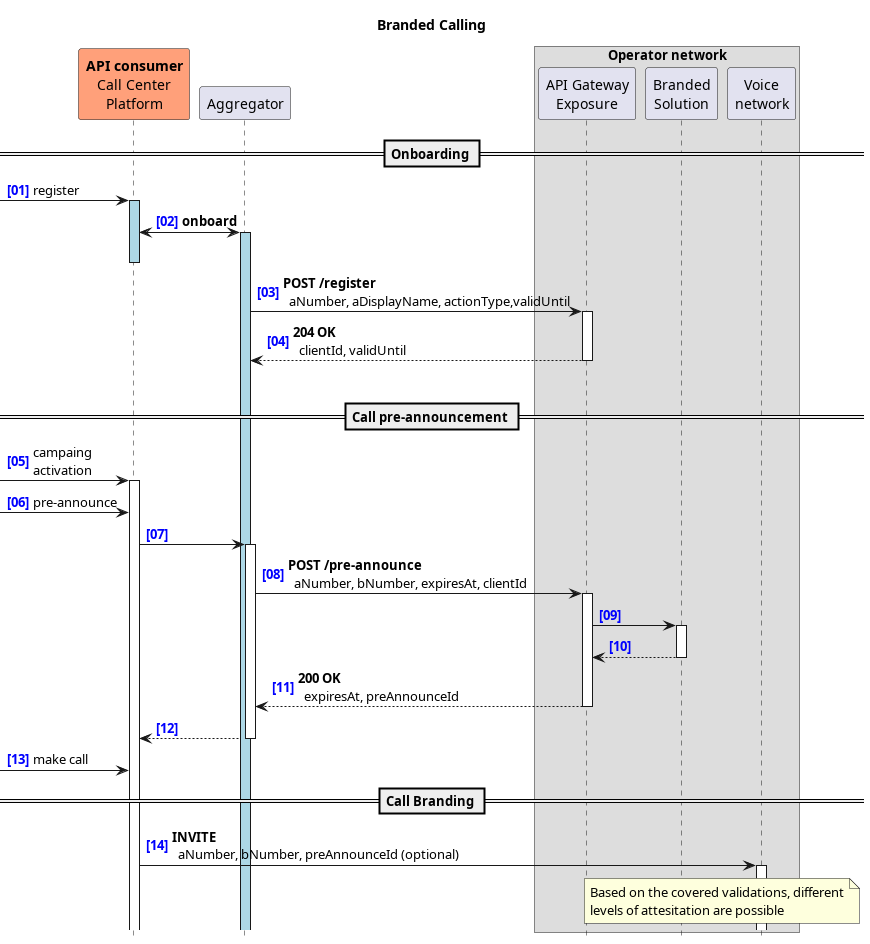 Branded Calling
Operator network
API consumer
Call Center
Platform
Aggregator
API Gateway
Exposure
Branded
Solution
Voice
network
Onboarding
[01] register
[02] onboard
[03] POST /register
aNumber, aDisplayName, actionType,validUntil
[04] 204 OK
clientId, validUntil
Call pre-announcement
[05] campaing
activation
[06] pre-announce
[07]
[08] POST /pre-announce
aNumber, bNumber, expiresAt, clientId
[09]
[10]
[11] 200 OK
expiresAt, preAnnounceId
[12]
[13] make call
Call Branding
[14] INVITE
aNumber, bNumber, preAnnounceId (optional)
Based on the covered validations, different
levels of attesitation are possible